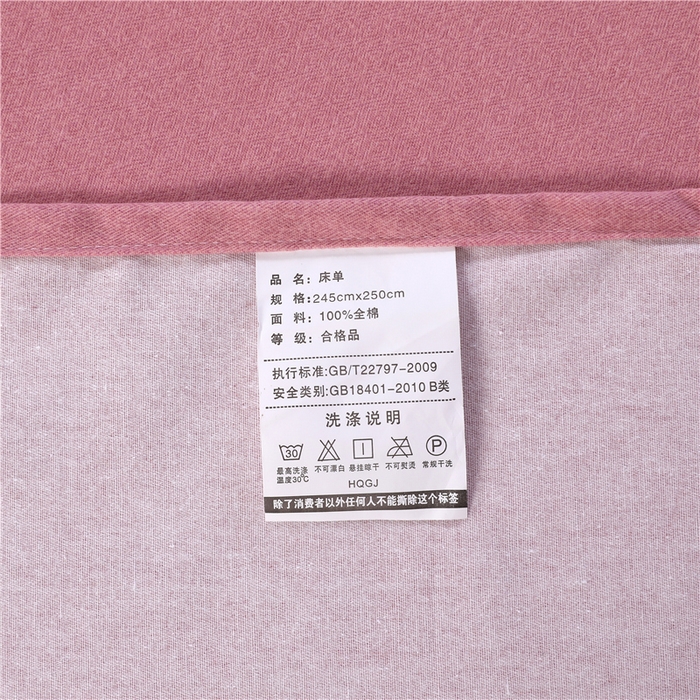 品 名：床单
规 格：245cmx250cm
面 料：100%全棉
等 级：合格品
执行标准:GB/T22797-2009
安全类别:GB18401-2010 B类
洗涤说明
30 P
最高洗涤温度30℃ 不可漂白 悬挂晾干 不可熨烫 常规干洗
HQGJ
除了消费者以外任何人不能撕除这个标签